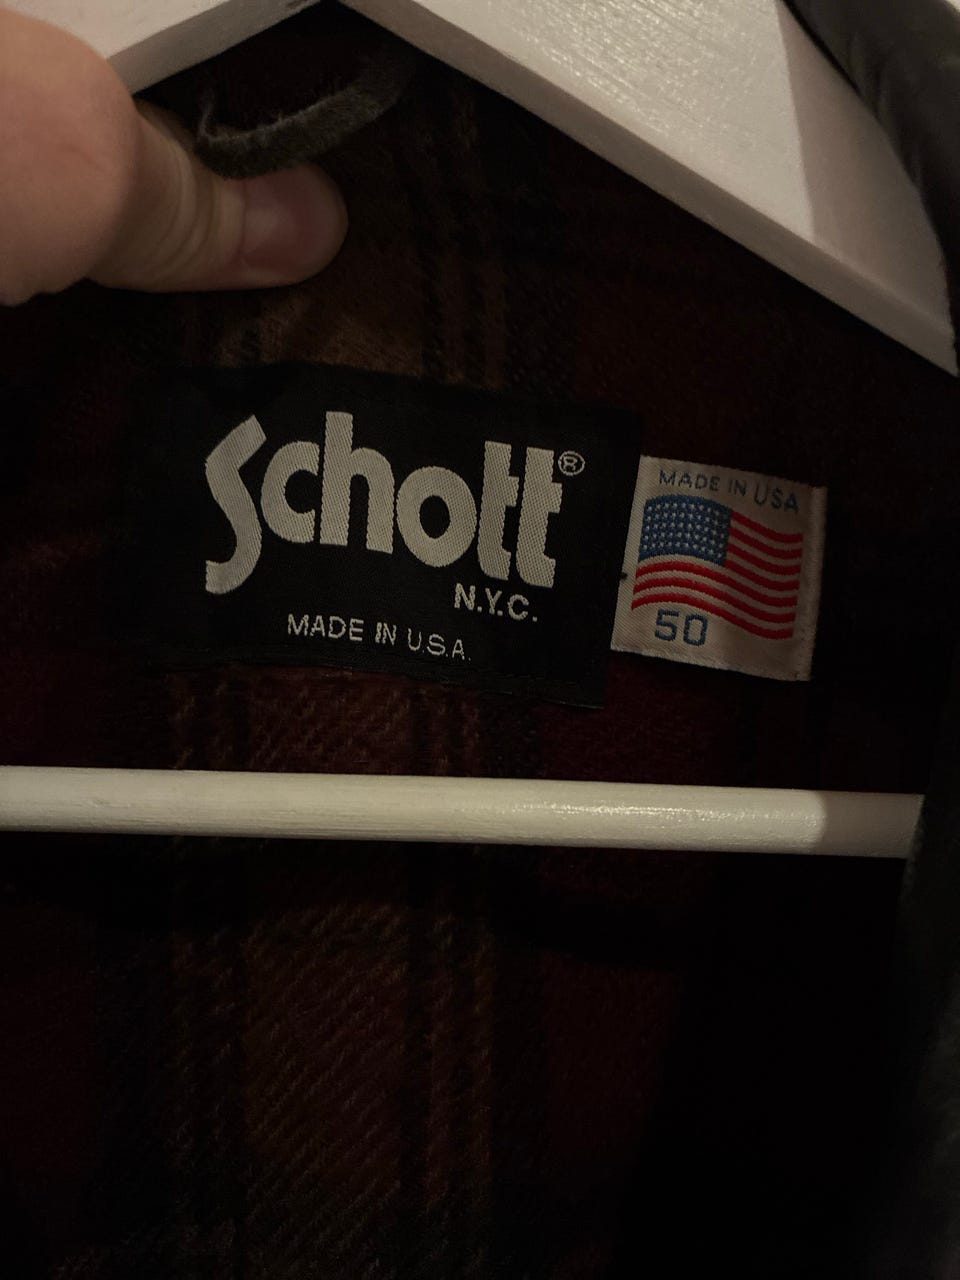 Schott®
N.Y.C.
MADE IN U.S.A.
MADE IN USA
50